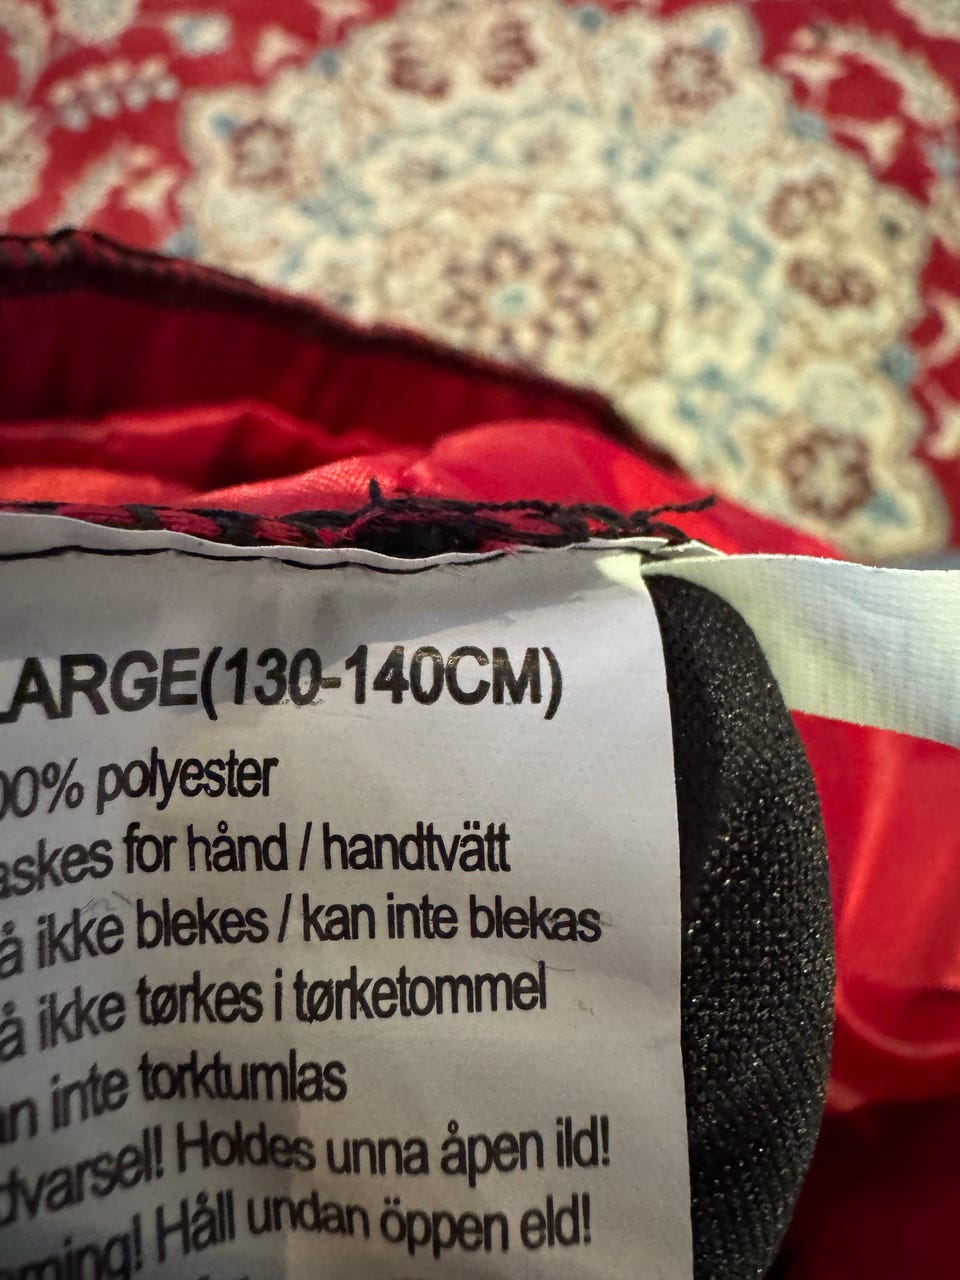 LARGE(130-140CM)
00% polyester
askes for hånd / handtvätt
å ikke blekes / kan inte blekas
å ikke tørkes i tørketommel
an inte torktumlas
dvarsel! Holdes unna åpen ild!
rning! Håll undan öppen eld!